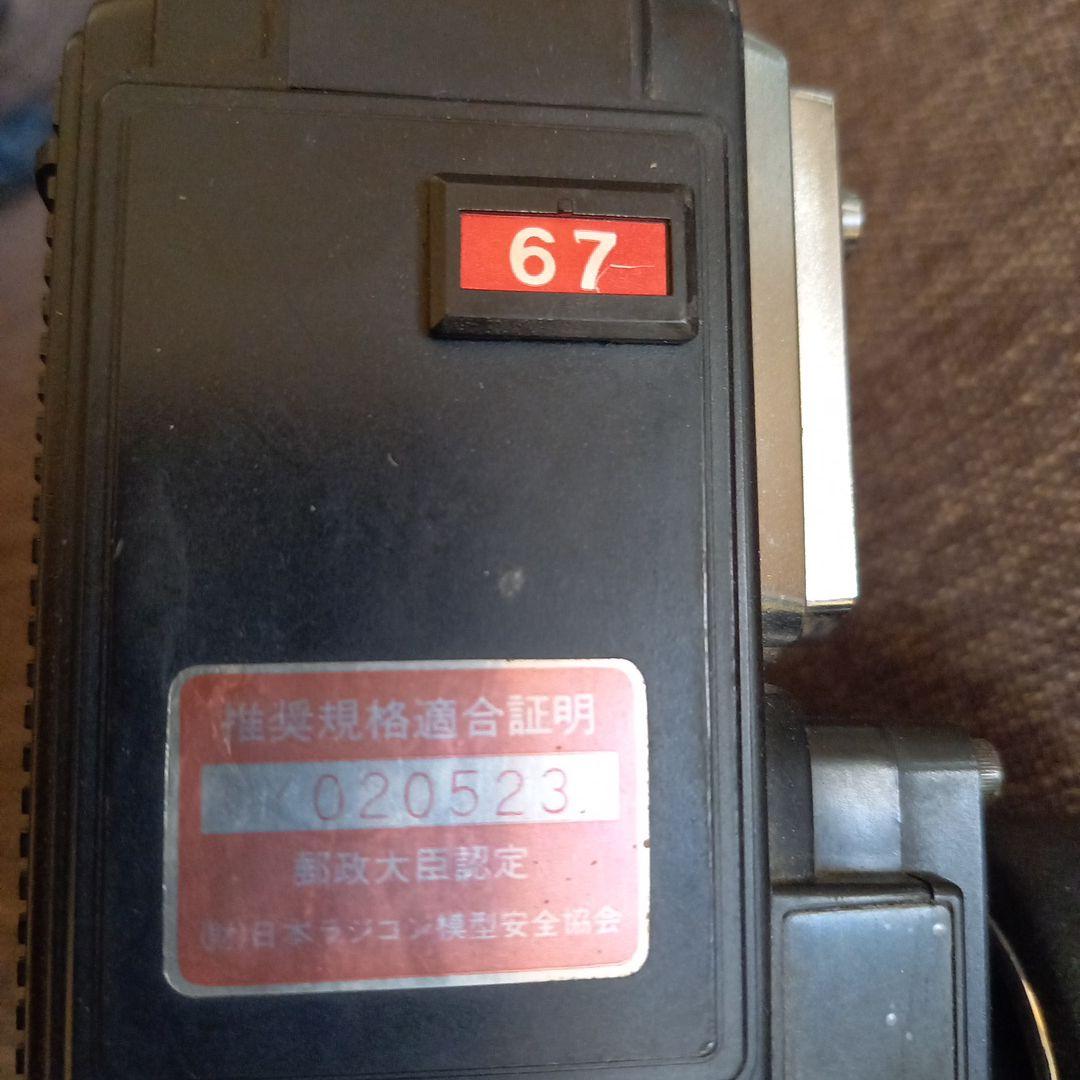 67
推奨規格適合証明
020523
郵政大臣認定
(財)日本ラジコン模型安全協会